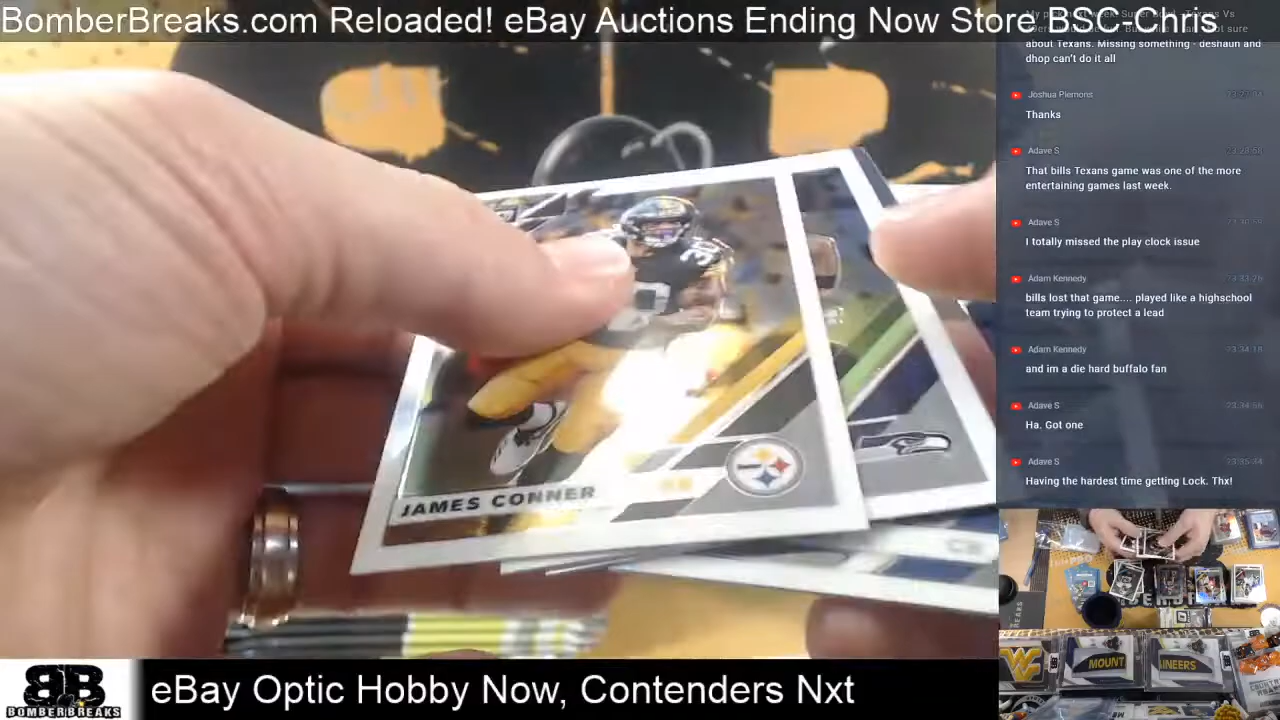 BomberBreaks.com Reloaded! eBay Auctions Ending Now Store BSC-Chris
about Texans. Missing something - deshaun and
dhop can't do it all
Joshua Plemons
Thanks
Adave S
That bills Texans game was one of the more
entertaining games last week.
Adave S
I totally missed the play clock issue
Adam Kennedy
bills lost that game.... played like a highschool
team trying to protect a lead
Adam Kennedy
and im a die hard buffalo fan
Adave S
Ha. Got one
Adave S
Having the hardest time getting Lock. Thx!
30
JAMES CONNER
Steelers
MOUNT
AINEERS
BB
BOMBERBREAKS
eBay Optic Hobby Now, Contenders Nxt